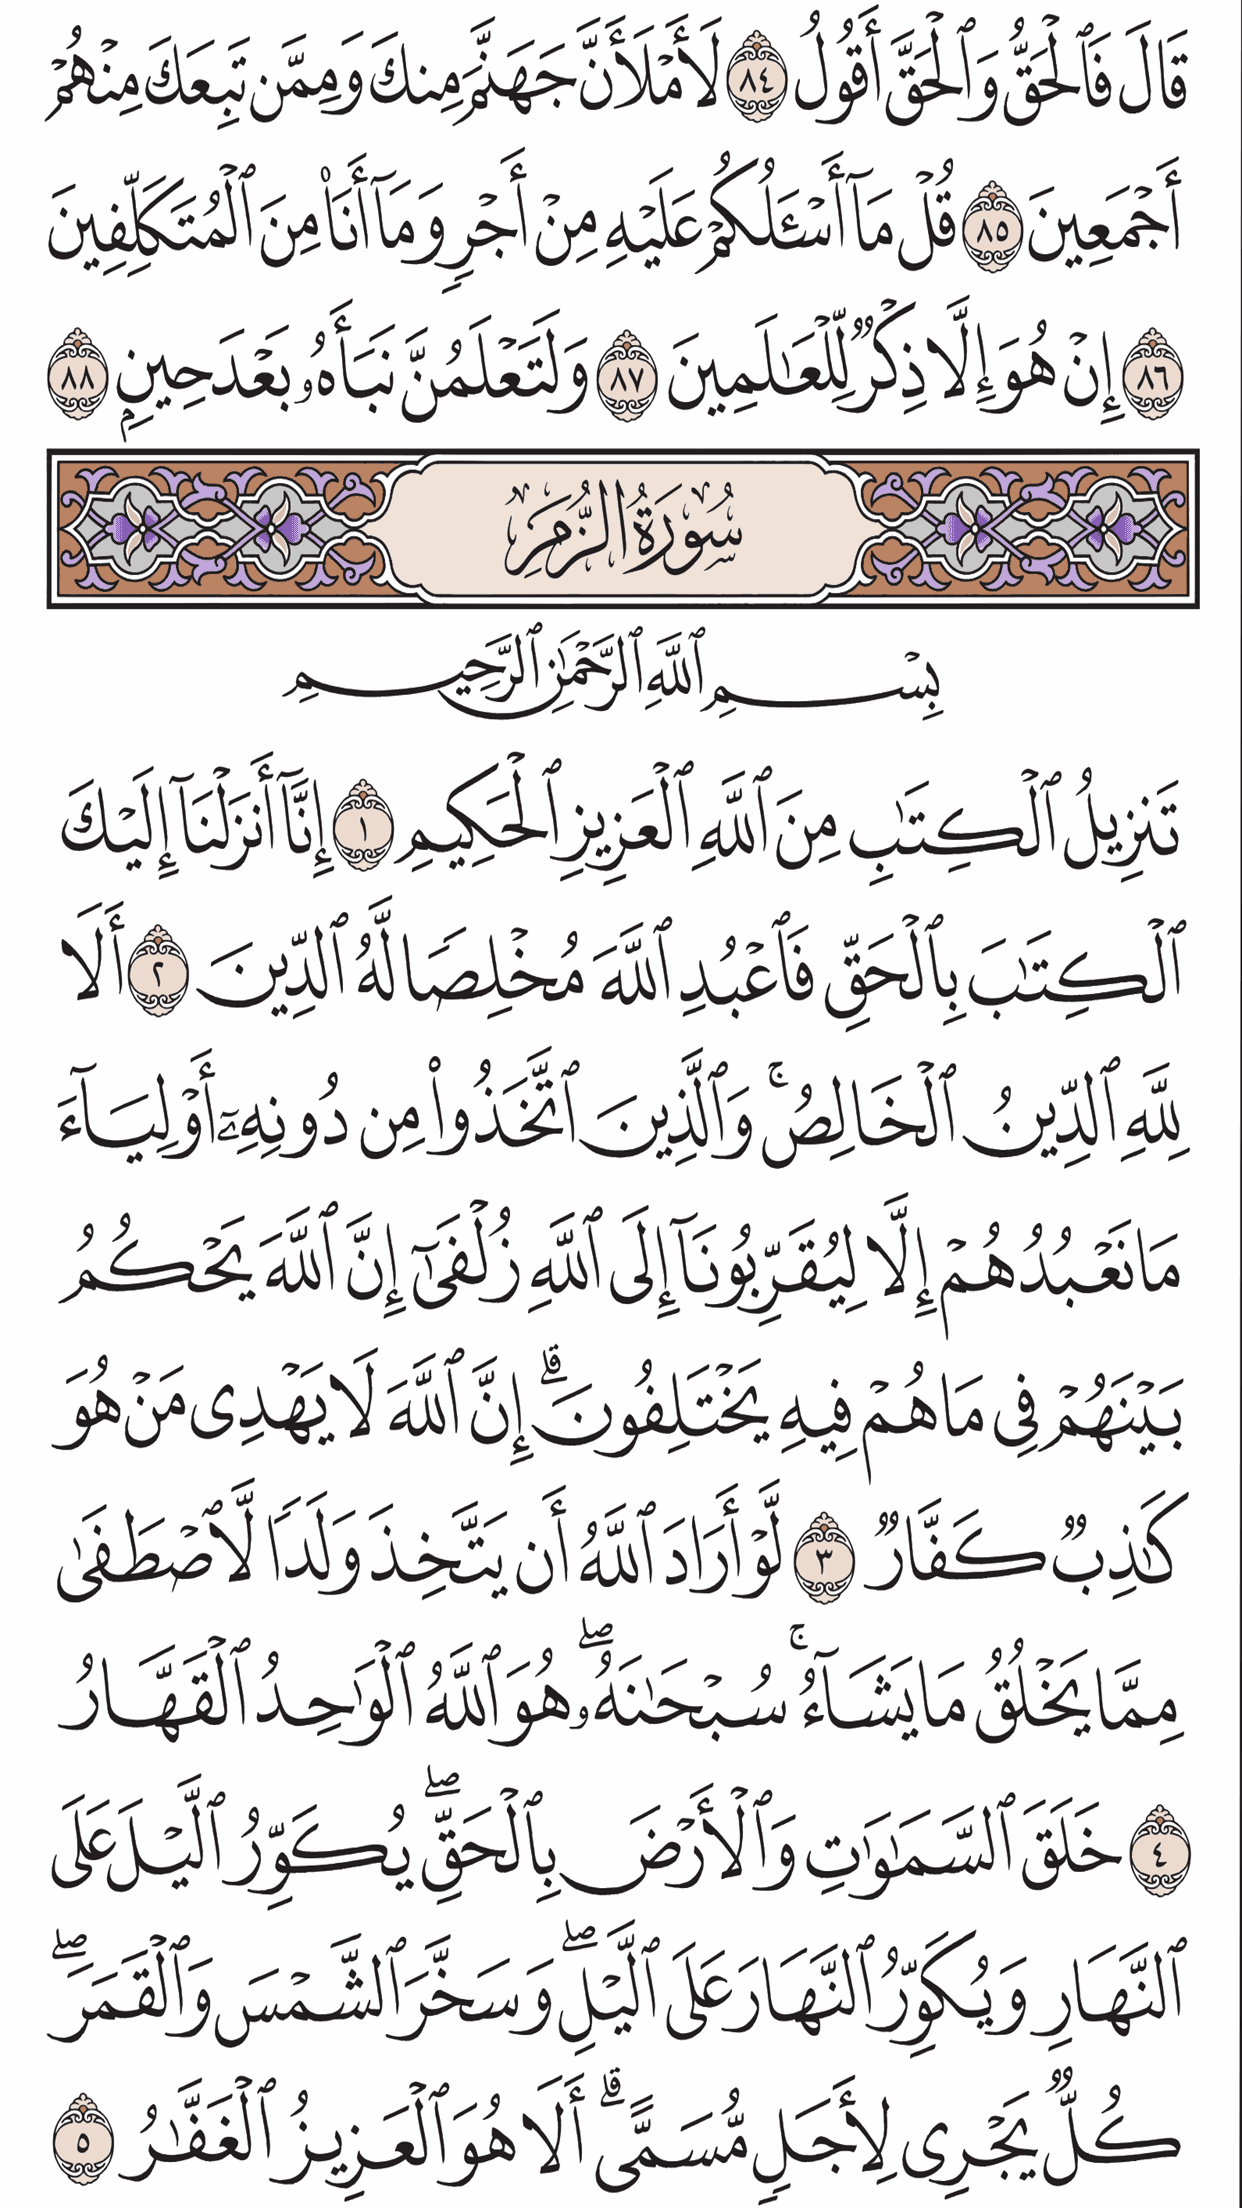 قَالَ فَٱلۡحَقُّ وَٱلۡحَقَّ أَقُولُ ٨٤ لَأَمۡلَأَنَّ جَهَنَّمَ مِنكَ وَمِمَّن تَبِعَكَ مِنۡهُمۡ
أَجۡمَعِينَ ٨٥ قُلۡ مَآ أَسۡـَٔلُكُمۡ عَلَيۡهِ مِنۡ أَجۡرٖ وَمَآ أَنَا۠ مِنَ ٱلۡمُتَكَلِّفِينَ
٨٦ إِنۡ هُوَ إِلَّا ذِكۡرٞ لِّلۡعَٰلَمِينَ ٨٧ وَلَتَعۡلَمُنَّ نَبَأَهُۥ بَعۡدَ حِينِۭ ٨٨
سُورَةُ الزُّمَرِ
بِسۡمِ ٱللَّهِ ٱلرَّحۡمَٰنِ ٱلرَّحِيمِ
تَنزِيلُ ٱلۡكِتَٰبِ مِنَ ٱللَّهِ ٱلۡعَزِيزِ ٱلۡحَكِيمِ ١ إِنَّآ أَنزَلۡنَآ إِلَيۡكَ
ٱلۡكِتَٰبَ بِٱلۡحَقِّ فَٱعۡبُدِ ٱللَّهَ مُخۡلِصٗا لَّهُ ٱلدِّينَ ٢ أَلَا
لِلَّهِ ٱلدِّينُ ٱلۡخَالِصُۚ وَٱلَّذِينَ ٱتَّخَذُواْ مِن دُونِهِۦٓ أَوۡلِيَآءَ
مَا نَعۡبُدُهُمۡ إِلَّا لِيُقَرِّبُونَآ إِلَى ٱللَّهِ زُلۡفَىٰٓ إِنَّ ٱللَّهَ يَحۡكُمُ
بَيۡنَهُمۡ فِي مَا هُمۡ فِيهِ يَخۡتَلِفُونَۗ إِنَّ ٱللَّهَ لَا يَهۡدِي مَنۡ هُوَ
كَٰذِبٞ كَفَّارٞ ٣ لَّوۡ أَرَادَ ٱللَّهُ أَن يَتَّخِذَ وَلَدٗا لَّٱصۡطَفَىٰ
مِمَّا يَخۡلُقُ مَا يَشَآءُۚ سُبۡحَٰنَهُۥۖ هُوَ ٱللَّهُ ٱلۡوَٰحِدُ ٱلۡقَهَّارُ
٤ خَلَقَ ٱلسَّمَٰوَٰتِ وَٱلۡأَرۡضَ بِٱلۡحَقِّۖ يُكَوِّرُ ٱلَّيۡلَ عَلَى
ٱلنَّهَارِ وَيُكَوِّرُ ٱلنَّهَارَ عَلَى ٱلَّيۡلِۖ وَسَخَّرَ ٱلشَّمۡسَ وَٱلۡقَمَرَۖ
كُلّٞ يَجۡرِي لِأَجَلٖ مُّسَمًّىۗ أَلَا هُوَ ٱلۡعَزِيزُ ٱلۡغَفَّٰرُ ٥